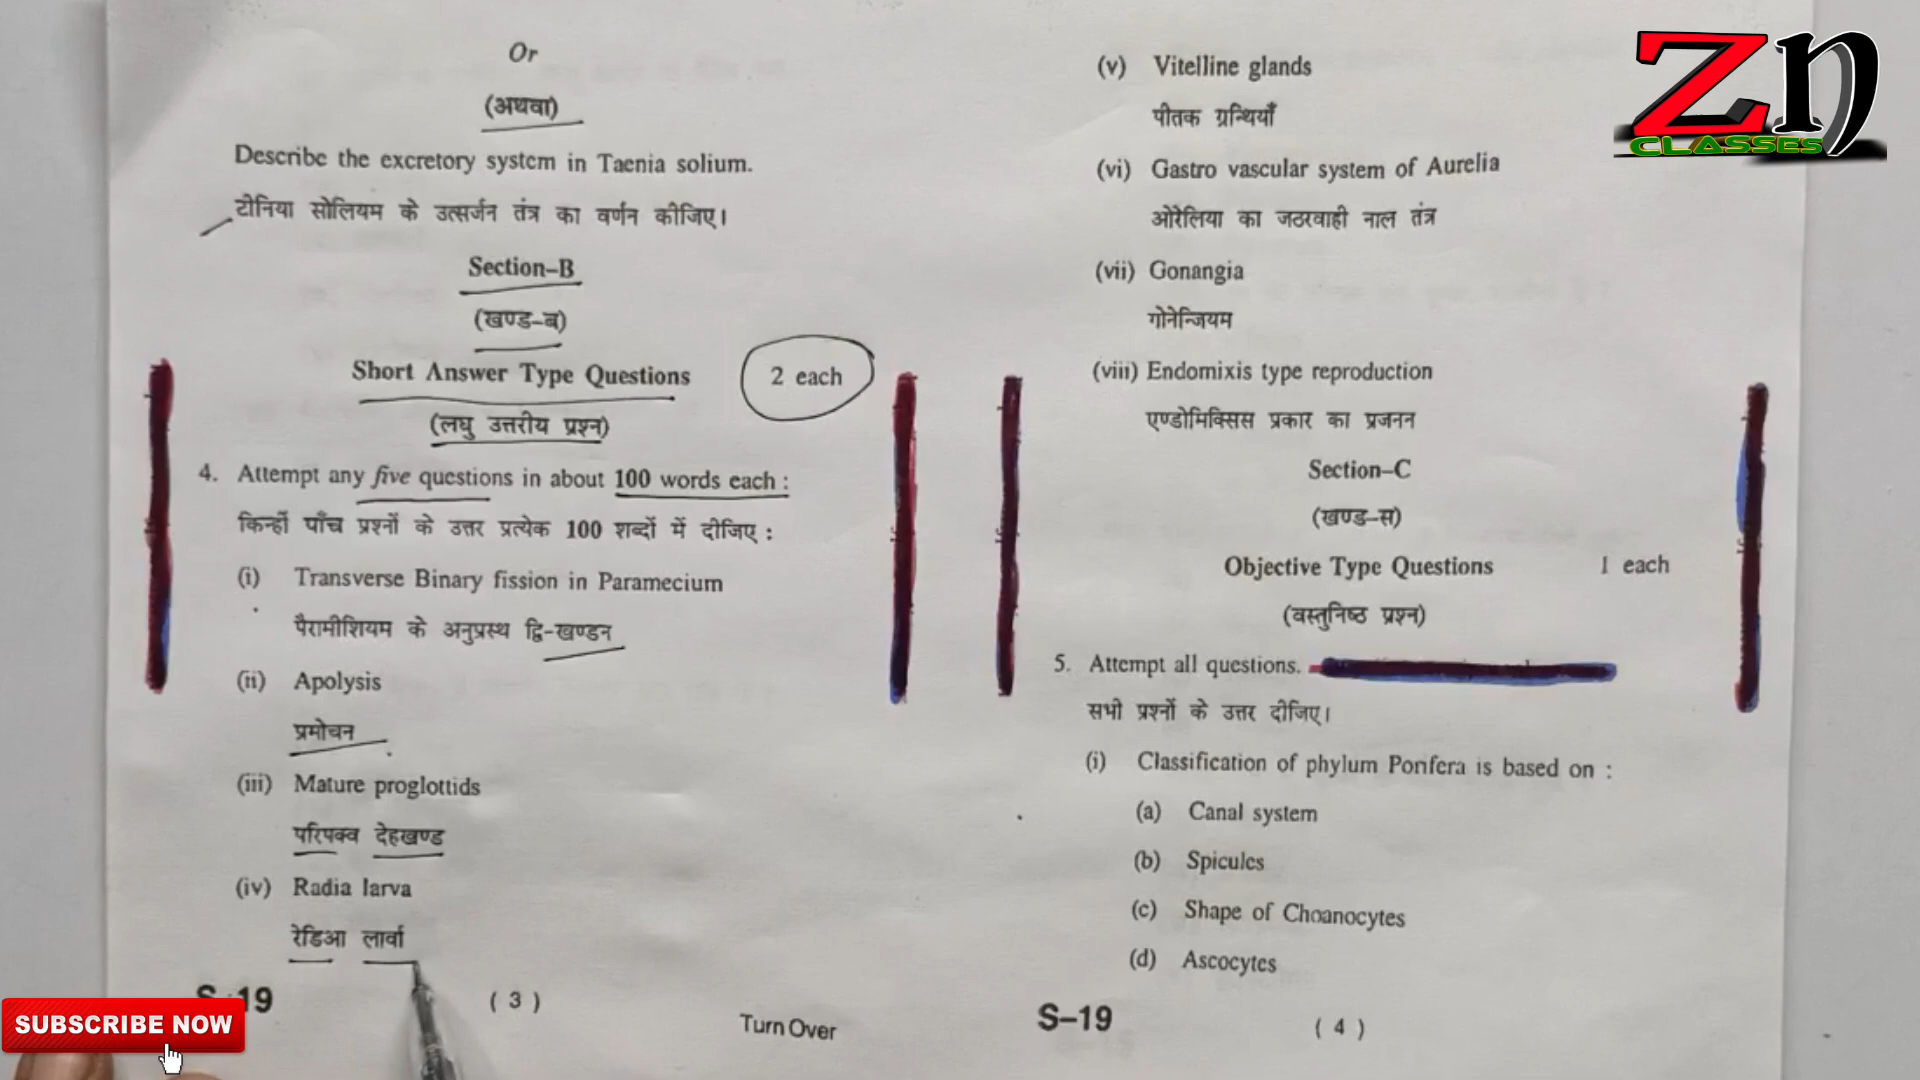 Or
(अथवा)
Describe the excretory system in Taenia solium.
टीनिया सोलियम के उत्सर्जन तंत्र का वर्णन कीजिए।
Section–B
(खण्ड–ब)
Short Answer Type Questions 2 each
(लघु उत्तरीय प्रश्न)
4. Attempt any five questions in about 100 words each :
किन्हीं पाँच प्रश्नों के उत्तर प्रत्येक 100 शब्दों में दीजिए :
(i) Transverse Binary fission in Paramecium
पैरामीशियम के अनुप्रस्थ द्वि-खण्डन
(ii) Apolysis
प्रमोचन
(iii) Mature proglottids
परिपक्व देहखण्ड
(iv) Radia larva
रेडिआ लार्वा
S–19 ( 3 ) Turn Over
(v) Vitelline glands
पीतक ग्रन्थियाँ
(vi) Gastro vascular system of Aurelia
ओरेलिया का जठरवाही नाल तंत्र
(vii) Gonangia
गोनेन्जियम
(viii) Endomixis type reproduction
एण्डोमिक्सिस प्रकार का प्रजनन
Section–C
(खण्ड–स)
Objective Type Questions 1 each
(वस्तुनिष्ठ प्रश्न)
5. Attempt all questions.
सभी प्रश्नों के उत्तर दीजिए।
(i) Classification of phylum Porifera is based on :
(a) Canal system
(b) Spicules
(c) Shape of Choanocytes
(d) Ascocytes
S–19 ( 4 )
Zn
CLASSES
SUBSCRIBE NOW